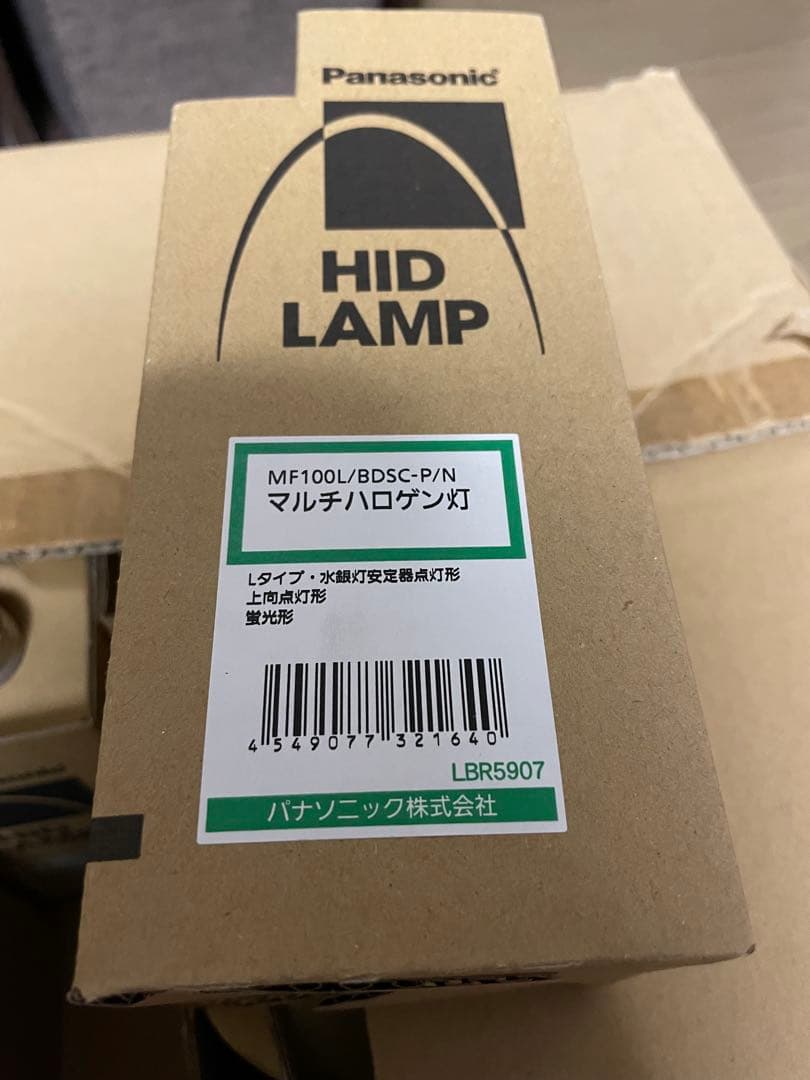 Panasonic
HID
LAMP
MF100L/BDSC-P/N
マルチハロゲン灯
Lタイプ・水銀灯安定器点灯形
上向点灯形
蛍光形
4 549077 321640
LBR5907
パナソニック株式会社
Panasonic